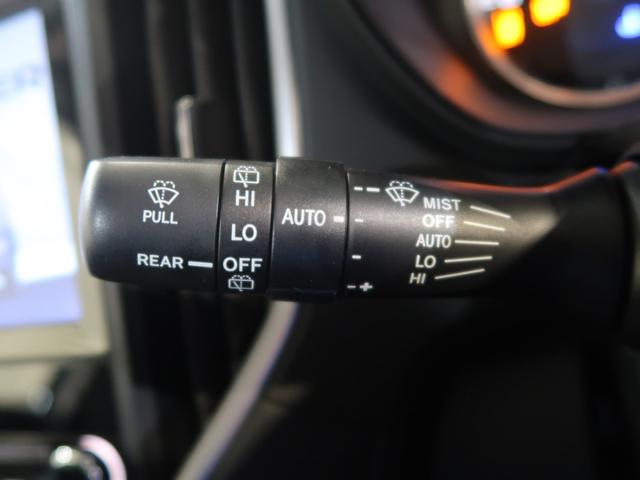 PULL
REAR
HI
LO
OFF
AUTO
- +
MIST
OFF
AUTO
LO
HI